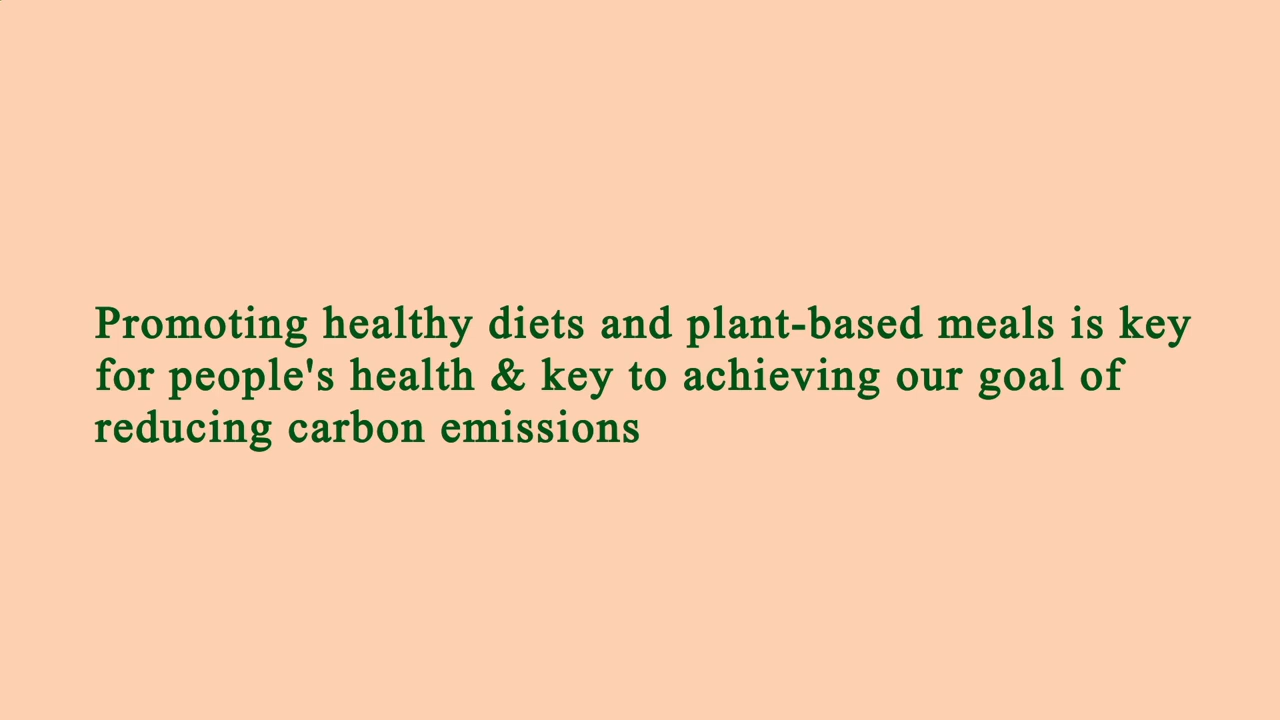 Promoting healthy diets and plant-based meals is key
for people's health & key to achieving our goal of
reducing carbon emissions